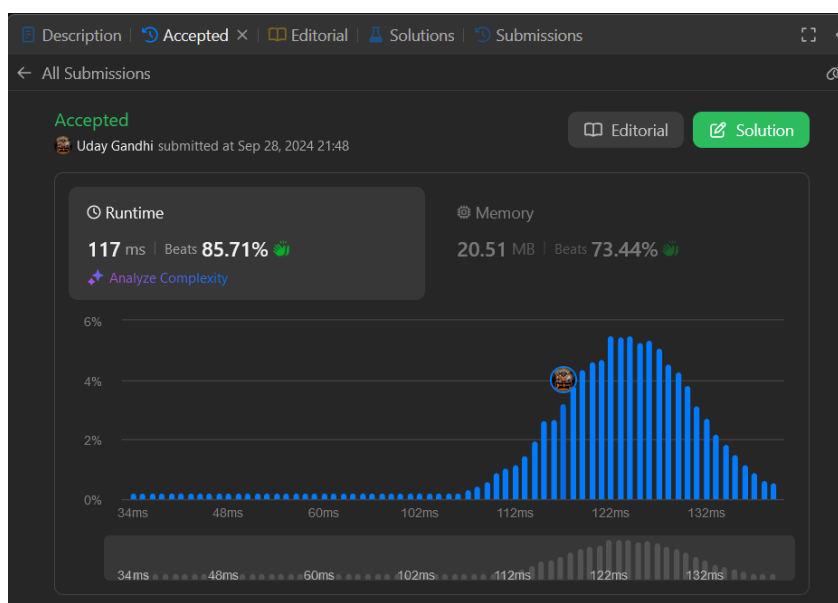 Description Accepted × Editorial Solutions Submissions
All Submissions
Accepted
Editorial Solution
Uday Gandhi submitted at Sep 28, 2024 21:48
Runtime Memory
117 ms Beats 85.71% 20.51 MB Beats 73.44%
Analyze Complexity
6%
4%
2%
0%
34ms 48ms 60ms 102ms 112ms 122ms 132ms
34ms 48ms 60ms 102ms 112ms 122ms 132ms